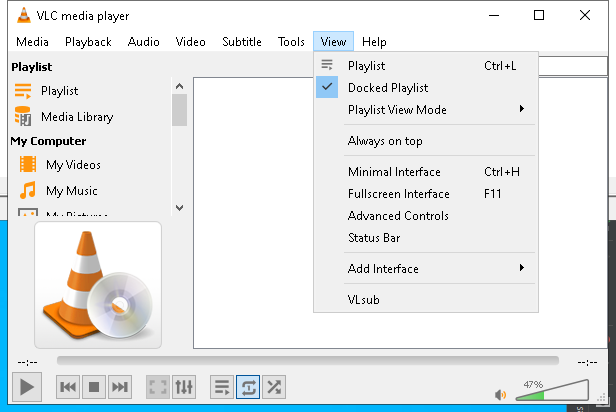 VLC media player
Media Playback Audio Video Subtitle Tools View Help
Playlist
Playlist
Media Library
My Computer
My Videos
My Music
My Pictures
Playlist Ctrl+L
Docked Playlist
Playlist View Mode
Always on top
Minimal Interface Ctrl+H
Fullscreen Interface F11
Advanced Controls
Status Bar
Add Interface
VLsub
--:-- --:--
47%